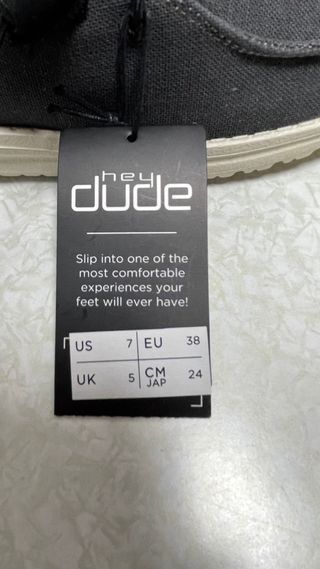 hey
dude
Slip into one of the
most comfortable
experiences your
feet will ever have!
US 7 EU 38
UK 5 CM JAP 24